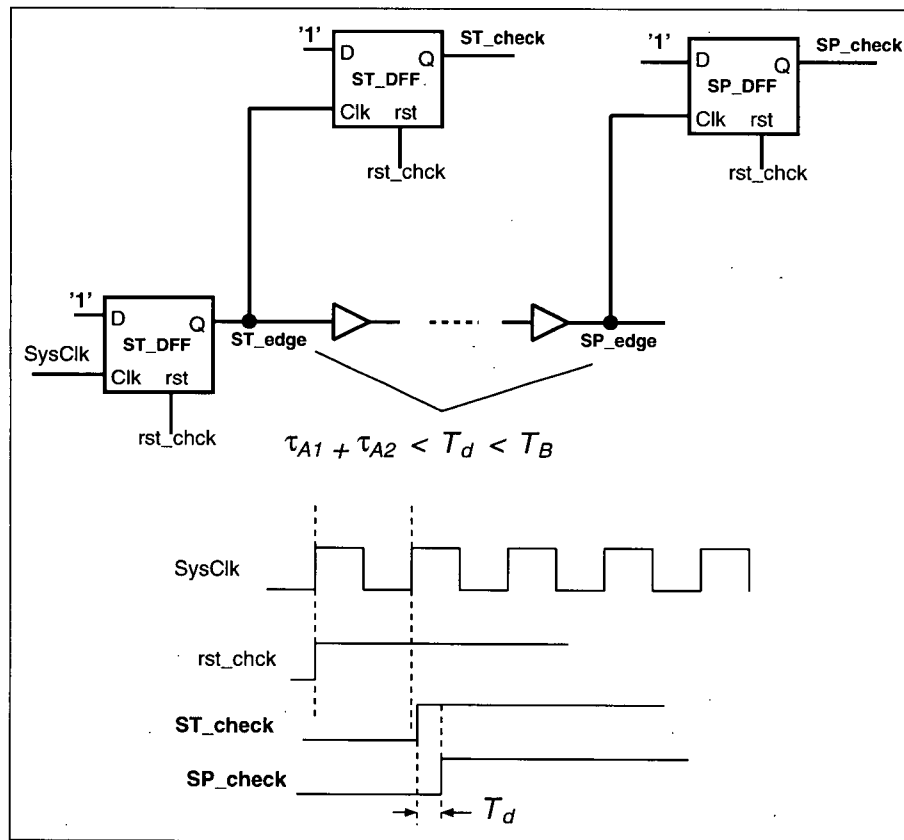 '1' D Q ST_check
ST_DFF
Clk rst
rst_chck
'1' D Q SP_check
SP_DFF
Clk rst
rst_chck
'1' D Q
ST_DFF
SysClk Clk rst
rst_chck
ST_edge
SP_edge
τA1 + τA2 < Td < TB
SysClk
rst_chck
ST_check
SP_check
Td